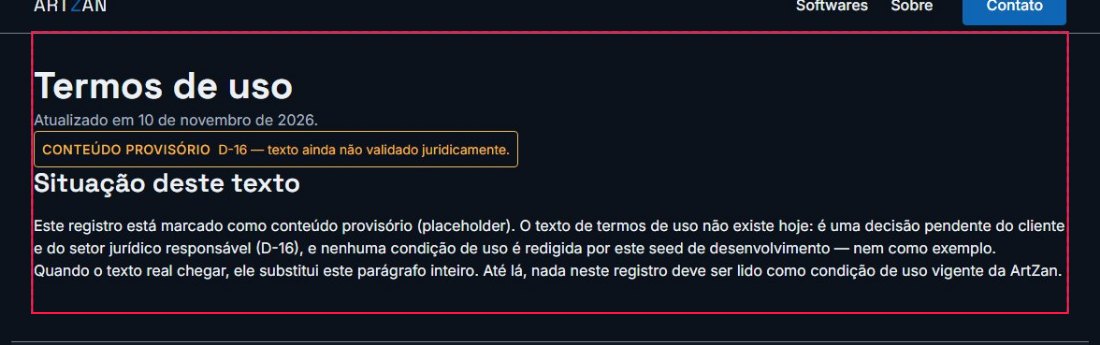 ARTZAN
Softwares Sobre Contato
Termos de uso
Atualizado em 10 de novembro de 2026.
CONTEÚDO PROVISÓRIO D-16 — texto ainda não validado juridicamente.
Situação deste texto
Este registro está marcado como conteúdo provisório (placeholder). O texto de termos de uso não existe hoje: é uma decisão pendente do cliente
e do setor jurídico responsável (D-16), e nenhuma condição de uso é redigida por este seed de desenvolvimento — nem como exemplo.
Quando o texto real chegar, ele substitui este parágrafo inteiro. Até lá, nada neste registro deve ser lido como condição de uso vigente da ArtZan.